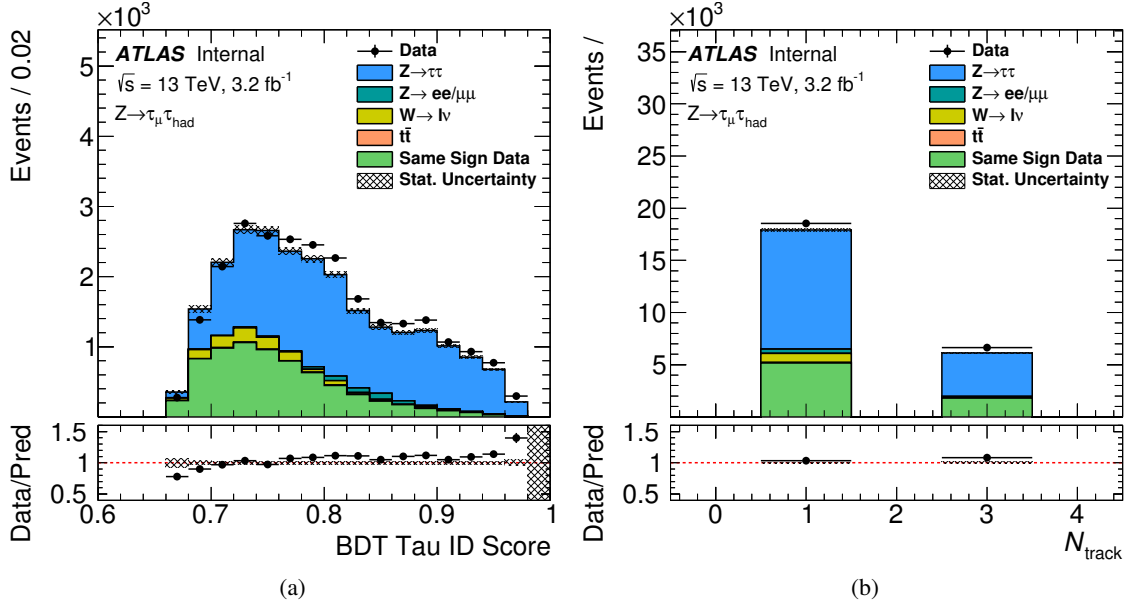 ×10³
Events / 0.02
5
4
3
2
1
ATLAS Internal
√s = 13 TeV, 3.2 fb⁻¹
Z→τμτhad
Data
Z→ττ
Z→ ee/μμ
W→ lν
tt̄
Same Sign Data
Stat. Uncertainty
Data/Pred
1.5
1
0.5
0.6 0.7 0.8 0.9 1
BDT Tau ID Score
(a)
×10³
Events /
35
30
25
20
15
10
5
ATLAS Internal
√s = 13 TeV, 3.2 fb⁻¹
Z→τμτhad
Data
Z→ττ
Z→ ee/μμ
W→ lν
tt̄
Same Sign Data
Stat. Uncertainty
Data/Pred
1.5
1
0.5
0 1 2 3 4
Ntrack
(b)